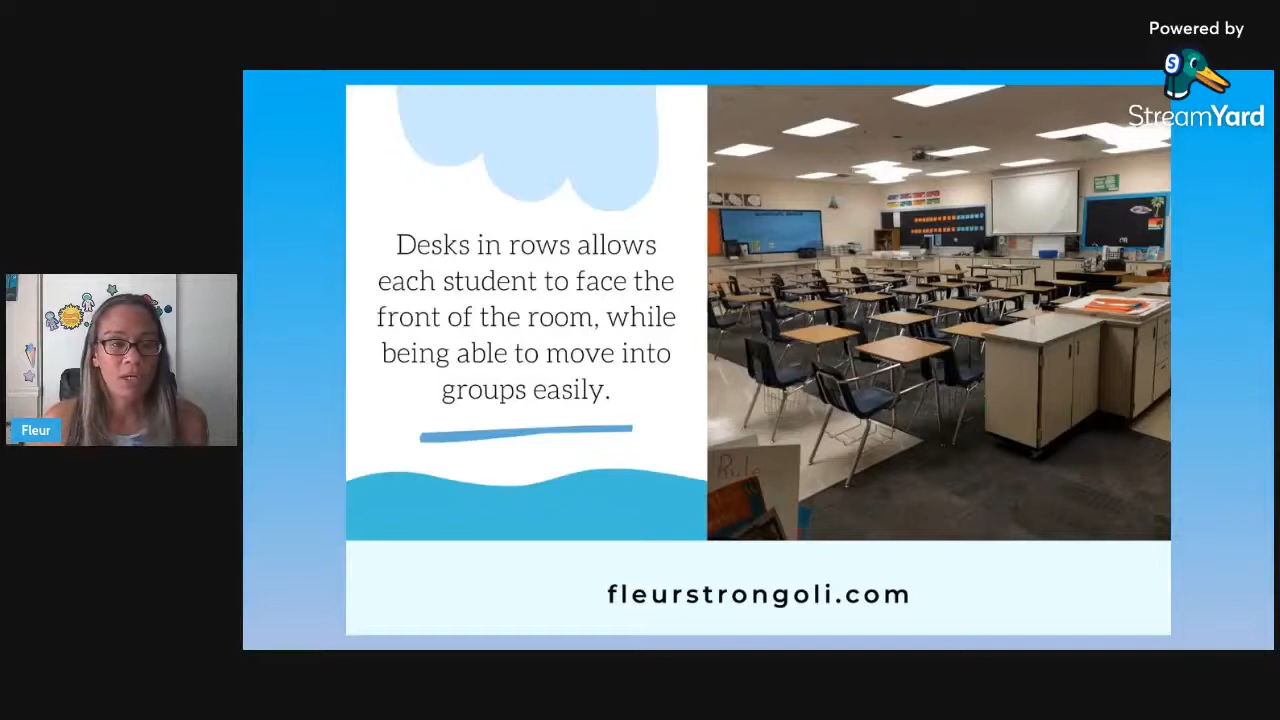 Powered by
S
StreamYard
Desks in rows allows
each student to face the
front of the room, while
being able to move into
groups easily.
Rule
Fleur
fleurstrongoli.com